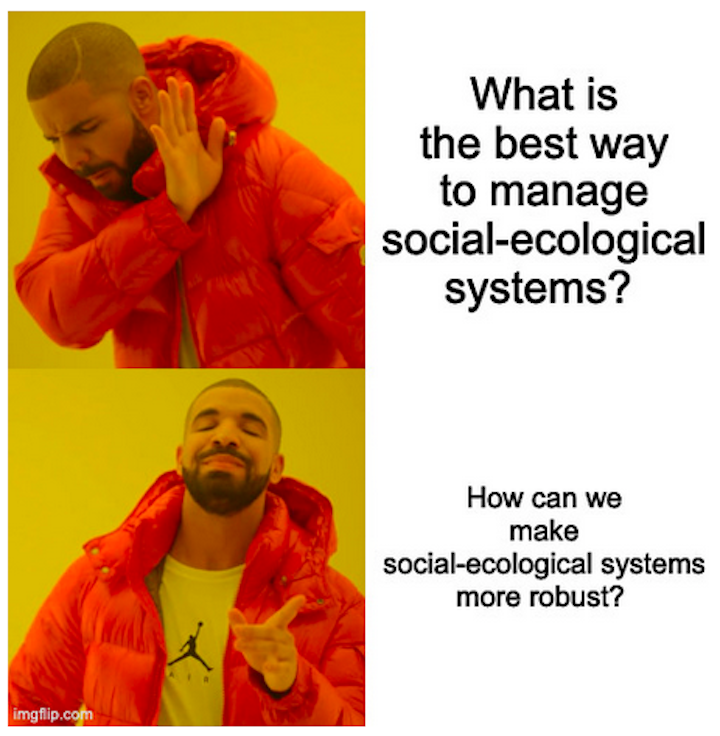 What is
the best way
to manage
social-ecological
systems?
How can we
make
social-ecological systems
more robust?
AIR
imgflip.com